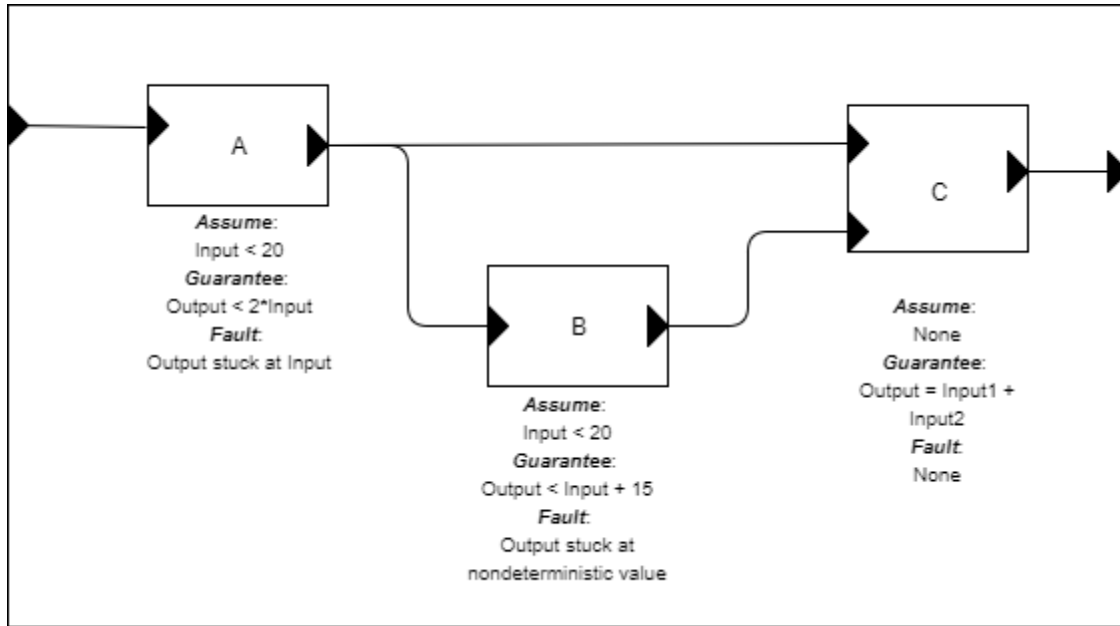 A
Assume:
Input < 20
Guarantee:
Output < 2*Input
Fault:
Output stuck at Input
B
Assume:
Input < 20
Guarantee:
Output < Input + 15
Fault:
Output stuck at
nondeterministic value
C
Assume:
None
Guarantee:
Output = Input1 +
Input2
Fault:
None